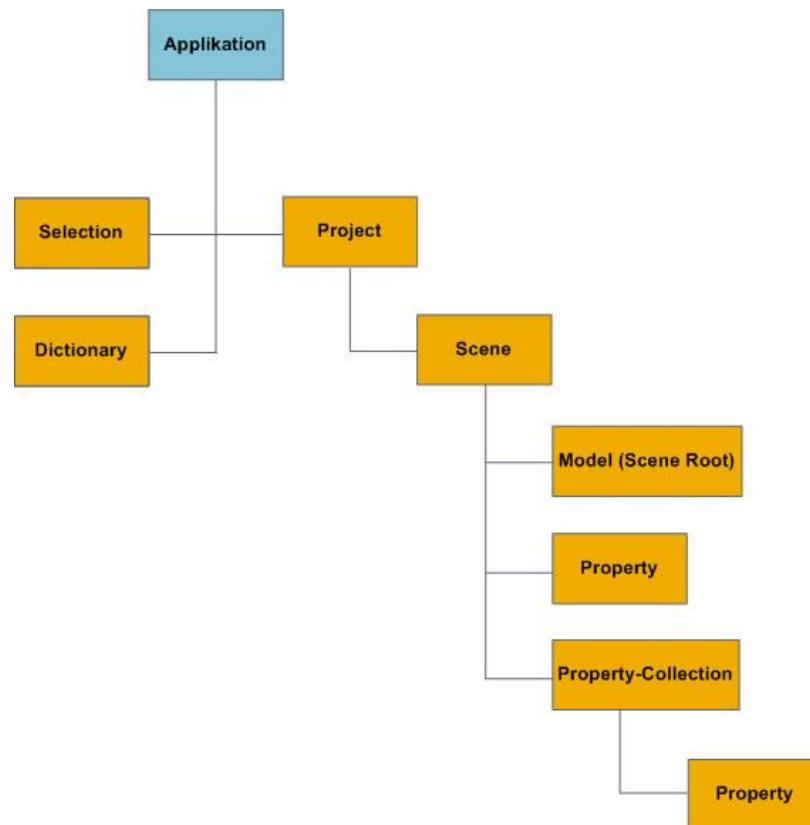 Applikation
Selection
Project
Dictionary
Scene
Model (Scene Root)
Property
Property-Collection
Property